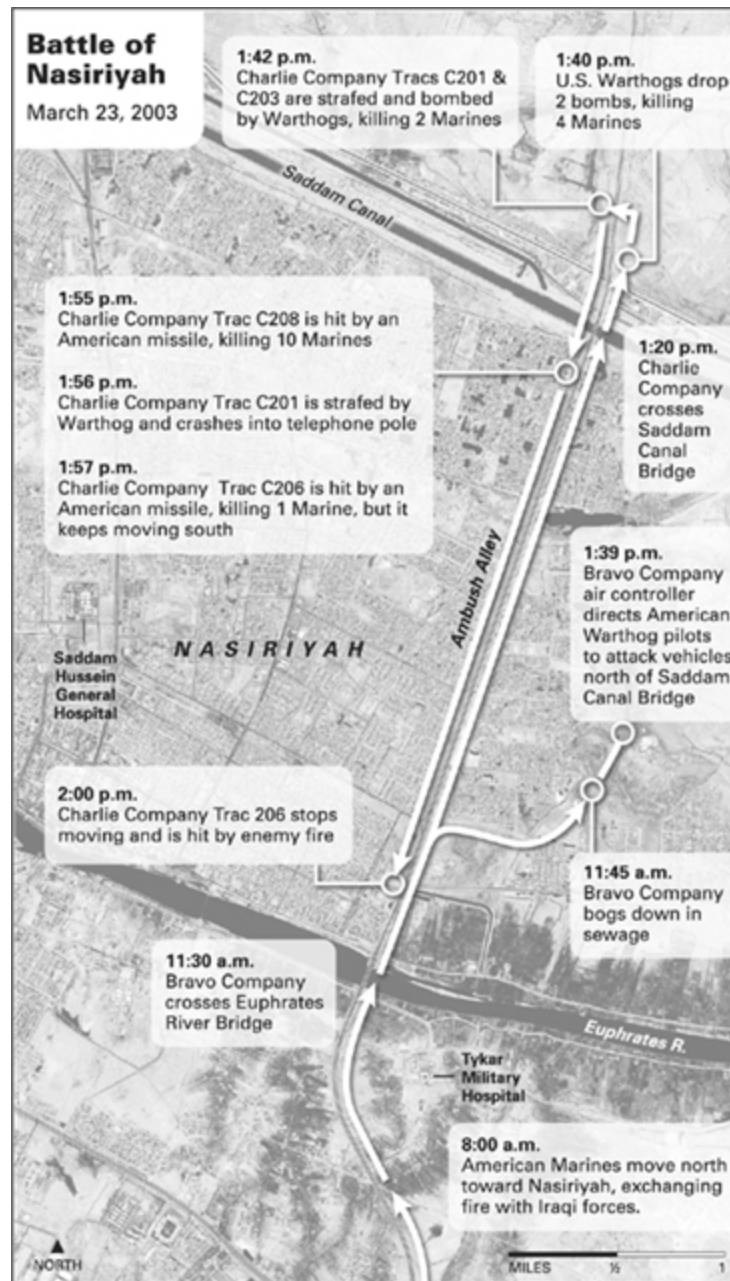 Battle of
Nasiriyah
March 23, 2003
1:42 p.m.
Charlie Company Tracs C201 &
C203 are strafed and bombed
by Warthogs, killing 2 Marines
1:40 p.m.
U.S. Warthogs drop
2 bombs, killing
4 Marines
Saddam Canal
1:55 p.m.
Charlie Company Trac C208 is hit by an
American missile, killing 10 Marines
1:56 p.m.
Charlie Company Trac C201 is strafed by
Warthog and crashes into telephone pole
1:57 p.m.
Charlie Company Trac C206 is hit by an
American missile, killing 1 Marine, but it
keeps moving south
1:20 p.m.
Charlie
Company
crosses
Saddam
Canal
Bridge
Ambush Alley
1:39 p.m.
Bravo Company
air controller
directs American
Warthog pilots
to attack vehicles
north of Saddam
Canal Bridge
NASIRIYAH
Saddam
Hussein
General
Hospital
2:00 p.m.
Charlie Company Trac 206 stops
moving and is hit by enemy fire
11:45 a.m.
Bravo Company
bogs down in
sewage
11:30 a.m.
Bravo Company
crosses Euphrates
River Bridge
Euphrates R.
Tykar
Military
Hospital
8:00 a.m.
American Marines move north
toward Nasiriyah, exchanging
fire with Iraqi forces.
NORTH
MILES ½ 1